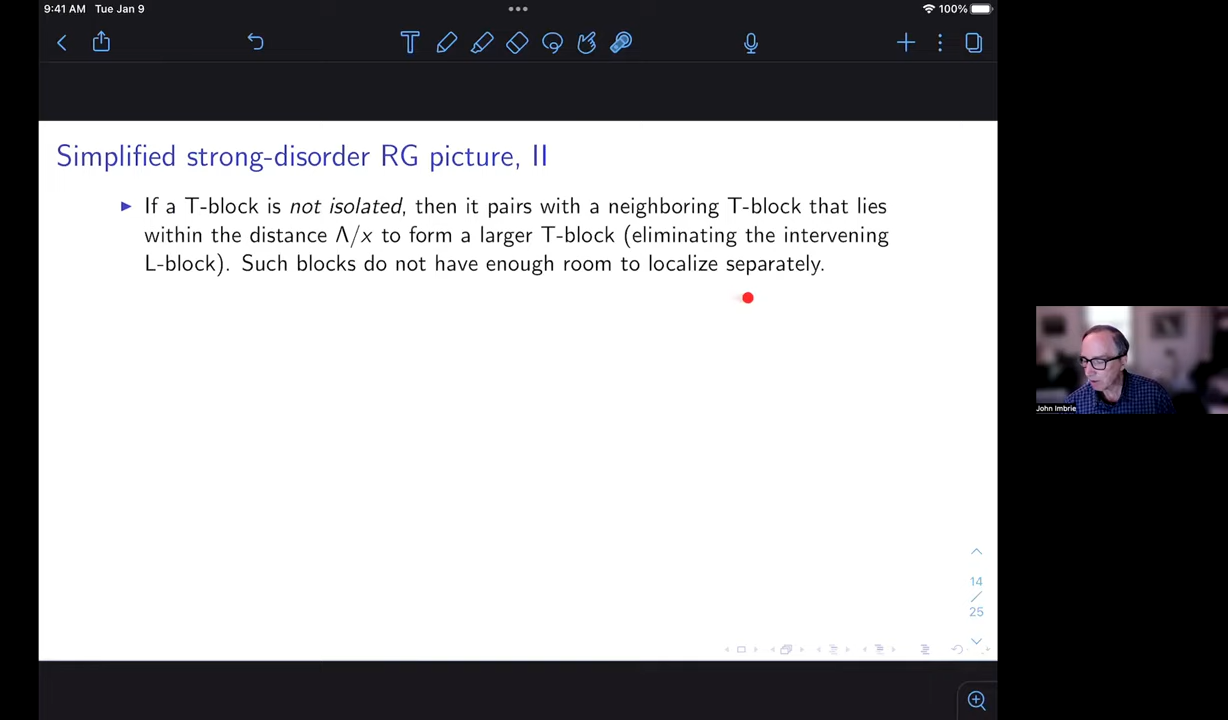 9:41 AM Tue Jan 9
100%
Simplified strong-disorder RG picture, II
If a T-block is not isolated, then it pairs with a neighboring T-block that lies
within the distance Λ/x to form a larger T-block (eliminating the intervening
L-block). Such blocks do not have enough room to localize separately.
John Imbrie
14
/
25